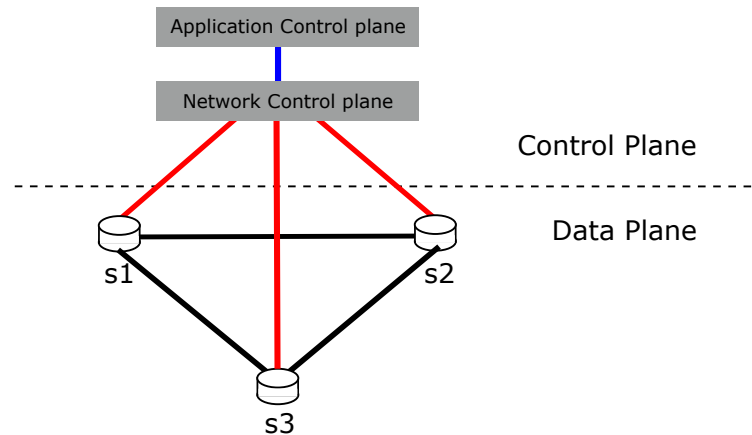 Application Control plane
Network Control plane
Control Plane
Data Plane
s1
s2
s3